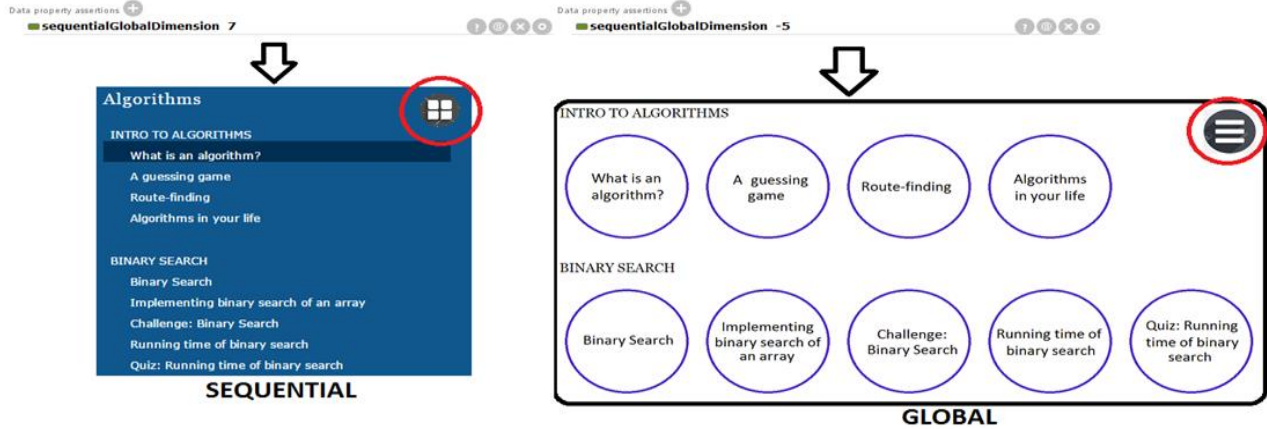 Data property assertions
sequentialGlobalDimension 7
Algorithms
INTRO TO ALGORITHMS
What is an algorithm?
A guessing game
Route-finding
Algorithms in your life
BINARY SEARCH
Binary Search
Implementing binary search of an array
Challenge: Binary Search
Running time of binary search
Quiz: Running time of binary search
SEQUENTIAL
Data property assertions
sequentialGlobalDimension -5
INTRO TO ALGORITHMS
What is an
algorithm?
A guessing
game
Route-finding
Algorithms
in your life
BINARY SEARCH
Binary Search
Implementing
binary search of
an array
Challenge:
Binary Search
Running time of
binary search
Quiz: Running
time of binary
search
GLOBAL